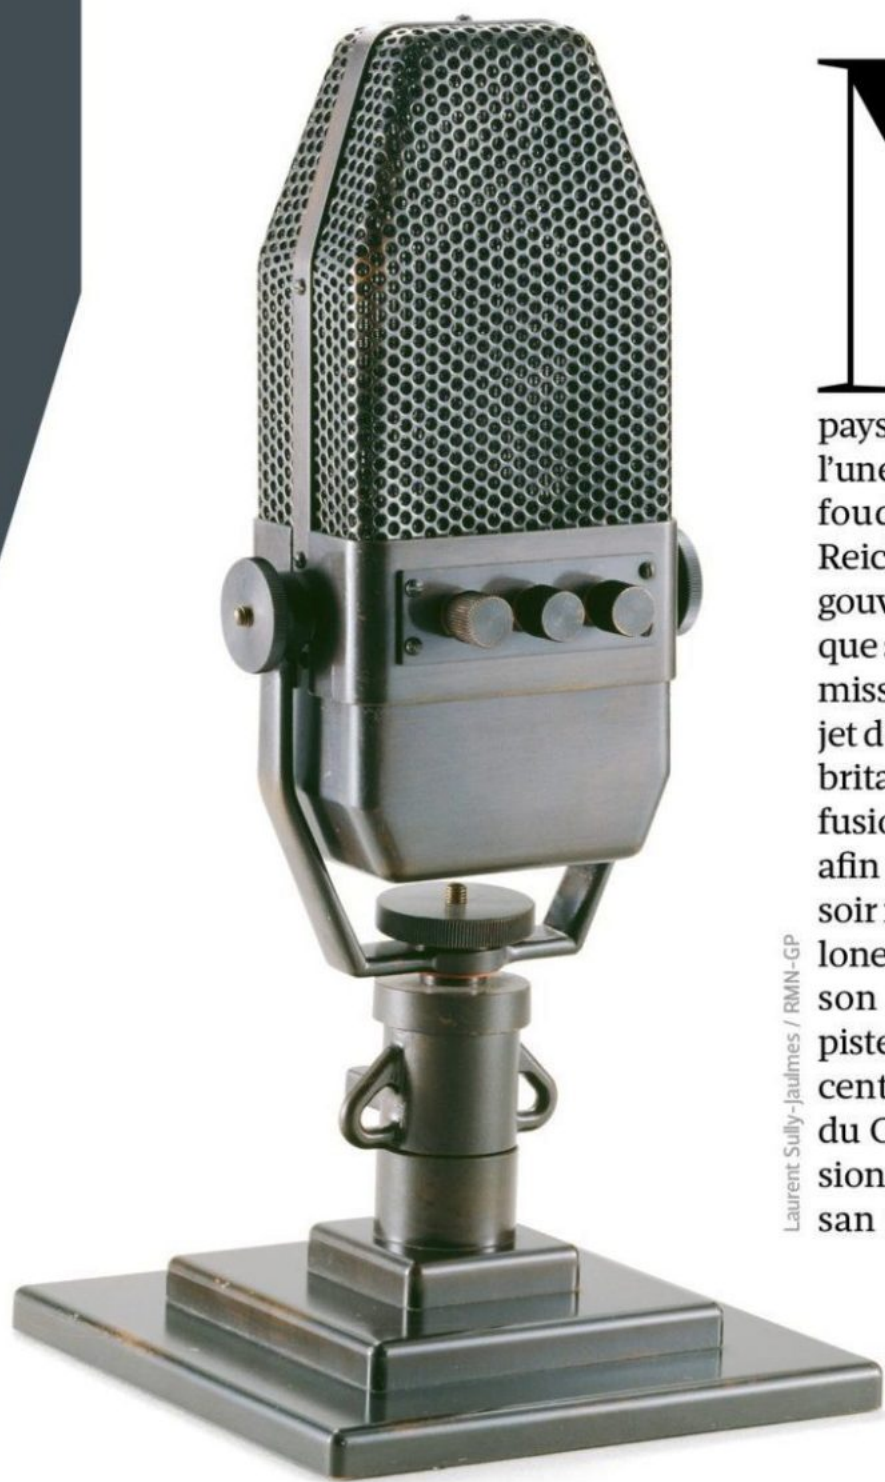 pays
l'une
foud
Reic
gouv
que
miss
jet d
brita
fusio
afin
soir
lone
son
piste
cent
du
sion
san
Laurent Sully-Jaulmes / RMN-GP